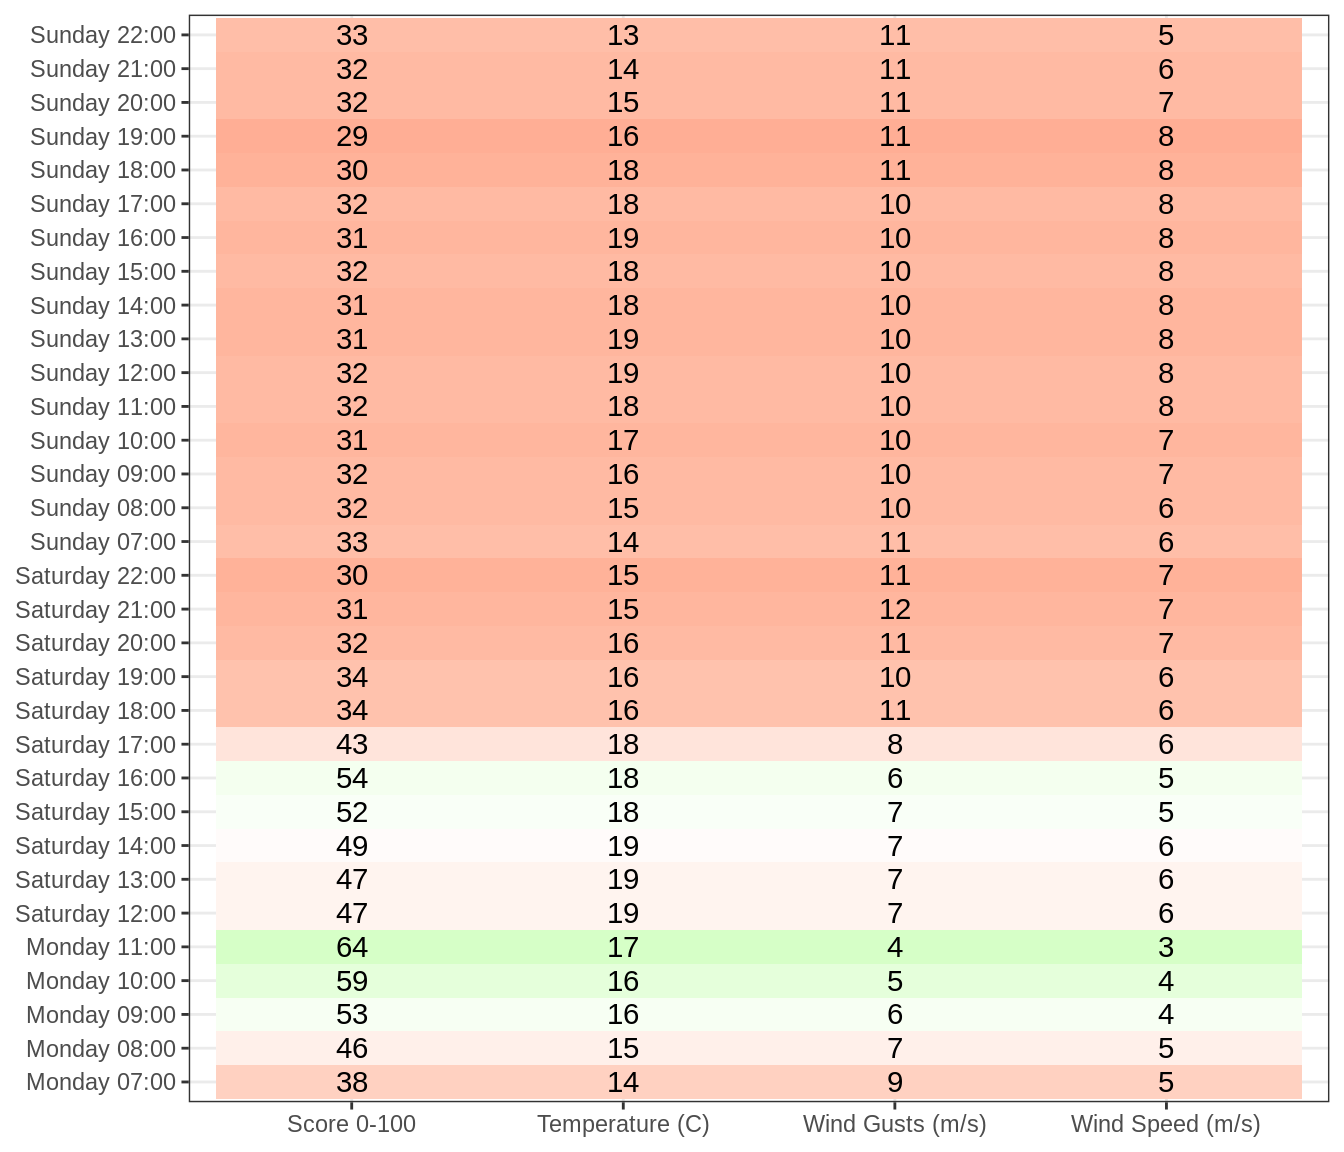 Sunday 22:00 33 13 11 5
Sunday 21:00 32 14 11 6
Sunday 20:00 32 15 11 7
Sunday 19:00 29 16 11 8
Sunday 18:00 30 18 11 8
Sunday 17:00 32 18 10 8
Sunday 16:00 31 19 10 8
Sunday 15:00 32 18 10 8
Sunday 14:00 31 18 10 8
Sunday 13:00 31 19 10 8
Sunday 12:00 32 19 10 8
Sunday 11:00 32 18 10 8
Sunday 10:00 31 17 10 7
Sunday 09:00 32 16 10 7
Sunday 08:00 32 15 10 6
Sunday 07:00 33 14 11 6
Saturday 22:00 30 15 11 7
Saturday 21:00 31 15 12 7
Saturday 20:00 32 16 11 7
Saturday 19:00 34 16 10 6
Saturday 18:00 34 16 11 6
Saturday 17:00 43 18 8 6
Saturday 16:00 54 18 6 5
Saturday 15:00 52 18 7 5
Saturday 14:00 49 19 7 6
Saturday 13:00 47 19 7 6
Saturday 12:00 47 19 7 6
Monday 11:00 64 17 4 3
Monday 10:00 59 16 5 4
Monday 09:00 53 16 6 4
Monday 08:00 46 15 7 5
Monday 07:00 38 14 9 5
Score 0-100 Temperature (C) Wind Gusts (m/s) Wind Speed (m/s)